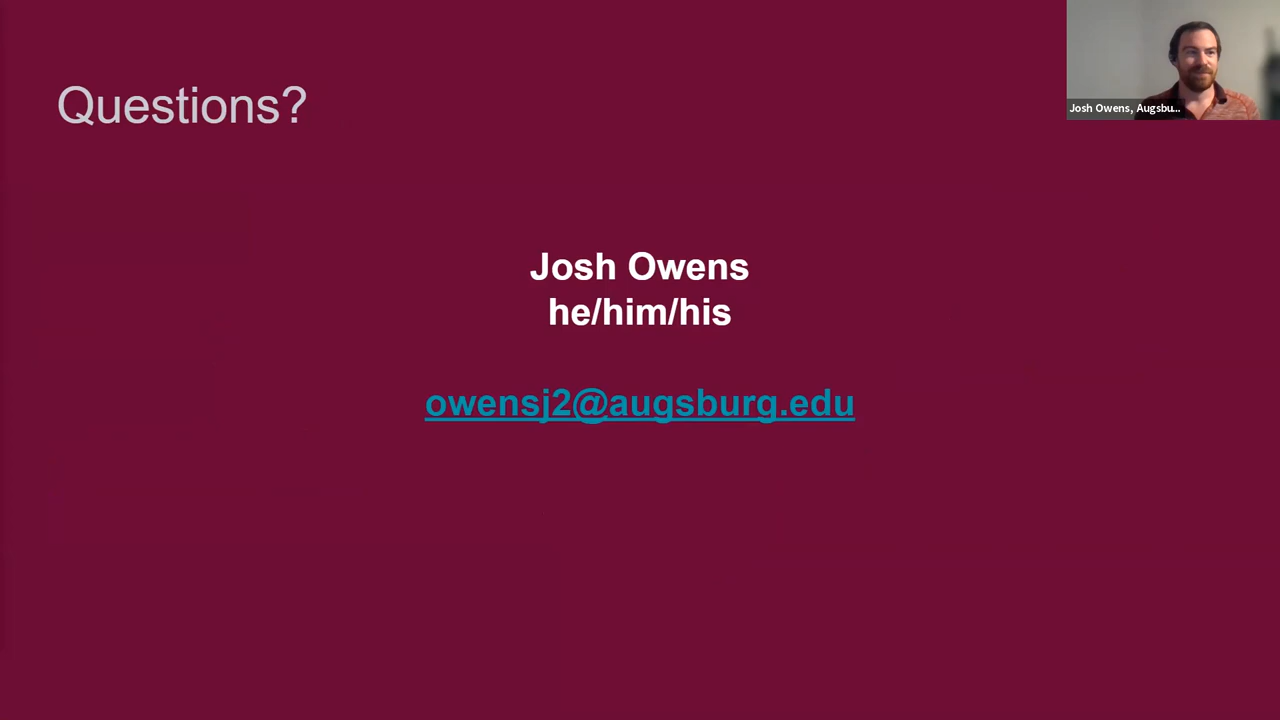 Questions?
Josh Owens, Augsbu...
Josh Owens
he/him/his
owensj2@augsburg.edu